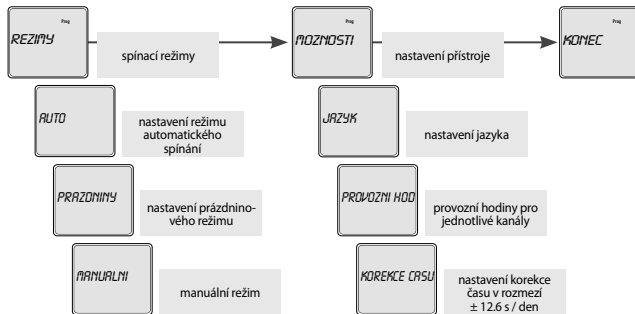 Prog
REZIMY
spínací režimy
Prog
MOZNOSTI
nastavení přístroje
Prog
KONEC
AUTO
nastavení režimu
automatického
spínání
JAZYK
nastavení jazyka
PRAZDNINY
nastavení prázdnino-
vého režimu
PROVOZNI HOD
provozní hodiny pro
jednotlivé kanály
MANUALNI
manuální režim
KOREKCE CASU
nastavení korekce
času v rozmezí
± 12.6 s / den